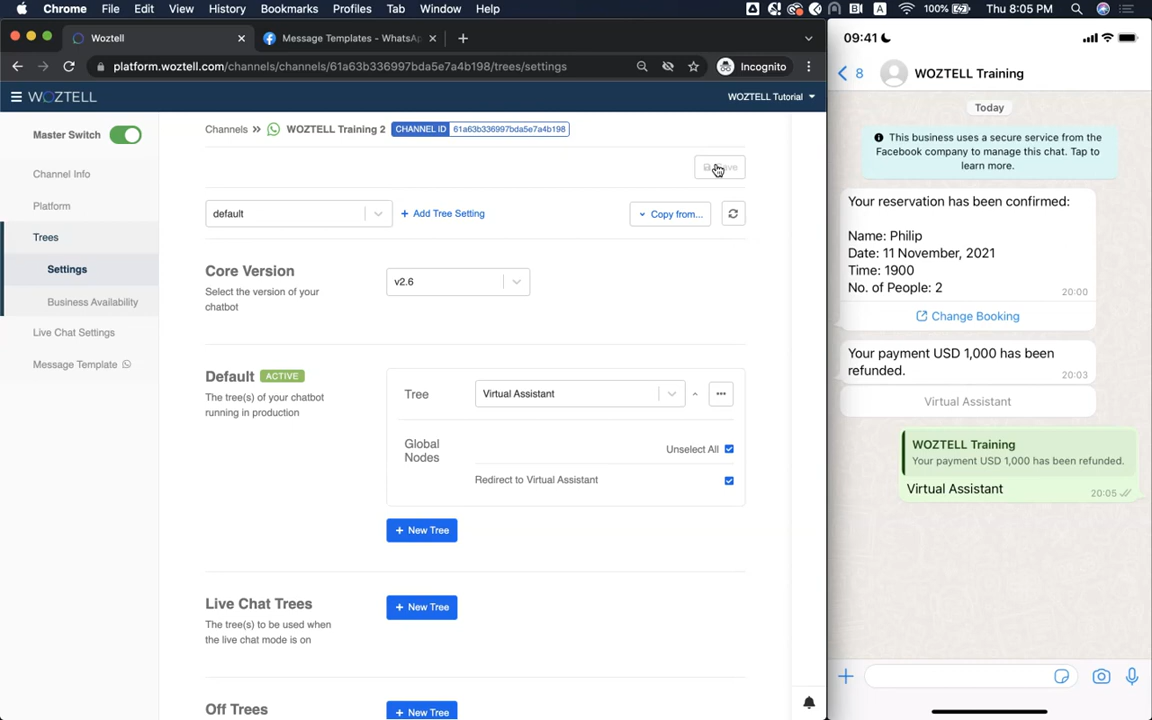 Chrome File Edit View History Bookmarks Profiles Tab Window Help
100% Thu 8:05 PM
Woztell
Message Templates - WhatsAp
platform.woztell.com/channels/channels/61a63b336997bda5e7a4b198/trees/settings
Incognito
WOZTELL
WOZTELL Tutorial
Master Switch
Channel Info
Platform
Trees
Settings
Business Availability
Live Chat Settings
Message Template
Channels WOZTELL Training 2 CHANNEL ID 61a63b336997bda5e7a4b198
Save
default
+ Add Tree Setting
Copy from...
Core Version
Select the version of your
chatbot
v2.6
Default ACTIVE
The tree(s) of your chatbot
running in production
Tree
Virtual Assistant
...
Global
Nodes
Unselect All
Redirect to Virtual Assistant
+ New Tree
Live Chat Trees
The tree(s) to be used when
the live chat mode is on
+ New Tree
Off Trees
+ New Tree
09:41
8
WOZTELL Training
Today
This business uses a secure service from the
Facebook company to manage this chat. Tap to
learn more.
Your reservation has been confirmed:
Name: Philip
Date: 11 November, 2021
Time: 1900
No. of People: 2
20:00
Change Booking
Your payment USD 1,000 has been
refunded.
20:03
Virtual Assistant
WOZTELL Training
Your payment USD 1,000 has been refunded.
Virtual Assistant
20:05